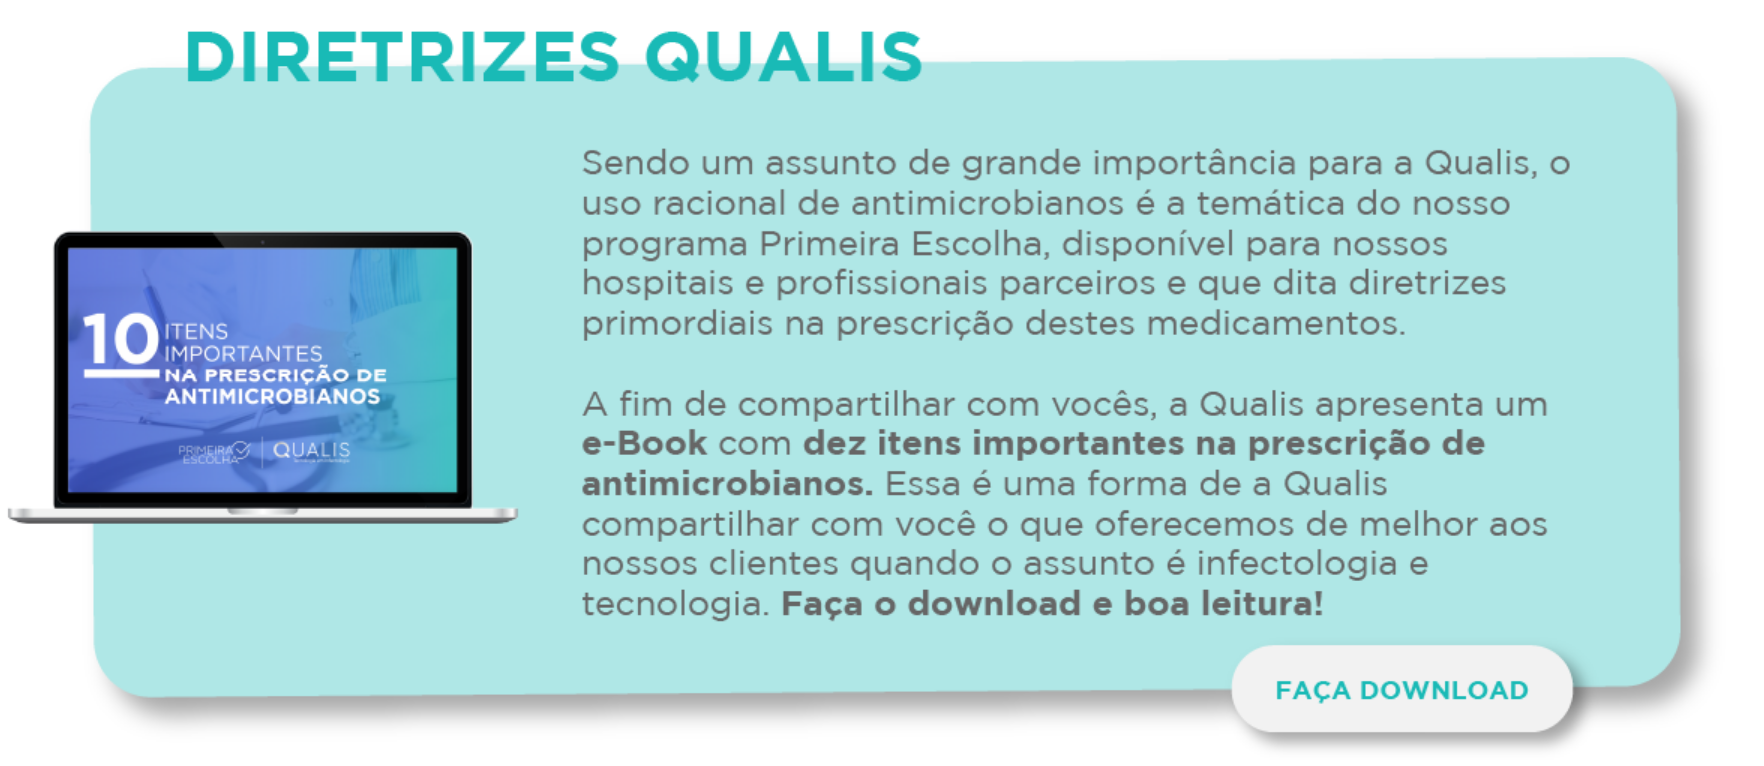 DIRETRIZES QUALIS
Sendo um assunto de grande importância para a Qualis, o
uso racional de antimicrobianos é a temática do nosso
programa Primeira Escolha, disponível para nossos
hospitais e profissionais parceiros e que dita diretrizes
primordiais na prescrição destes medicamentos.
A fim de compartilhar com vocês, a Qualis apresenta um
e-Book com dez itens importantes na prescrição de
antimicrobianos. Essa é uma forma de a Qualis
compartilhar com você o que oferecemos de melhor aos
nossos clientes quando o assunto é infectologia e
tecnologia. Faça o download e boa leitura!
10 ITENS
IMPORTANTES
NA PRESCRIÇÃO DE
ANTIMICROBIANOS
PRIMEIRA
ESCOLHA
QUALIS
FAÇA DOWNLOAD